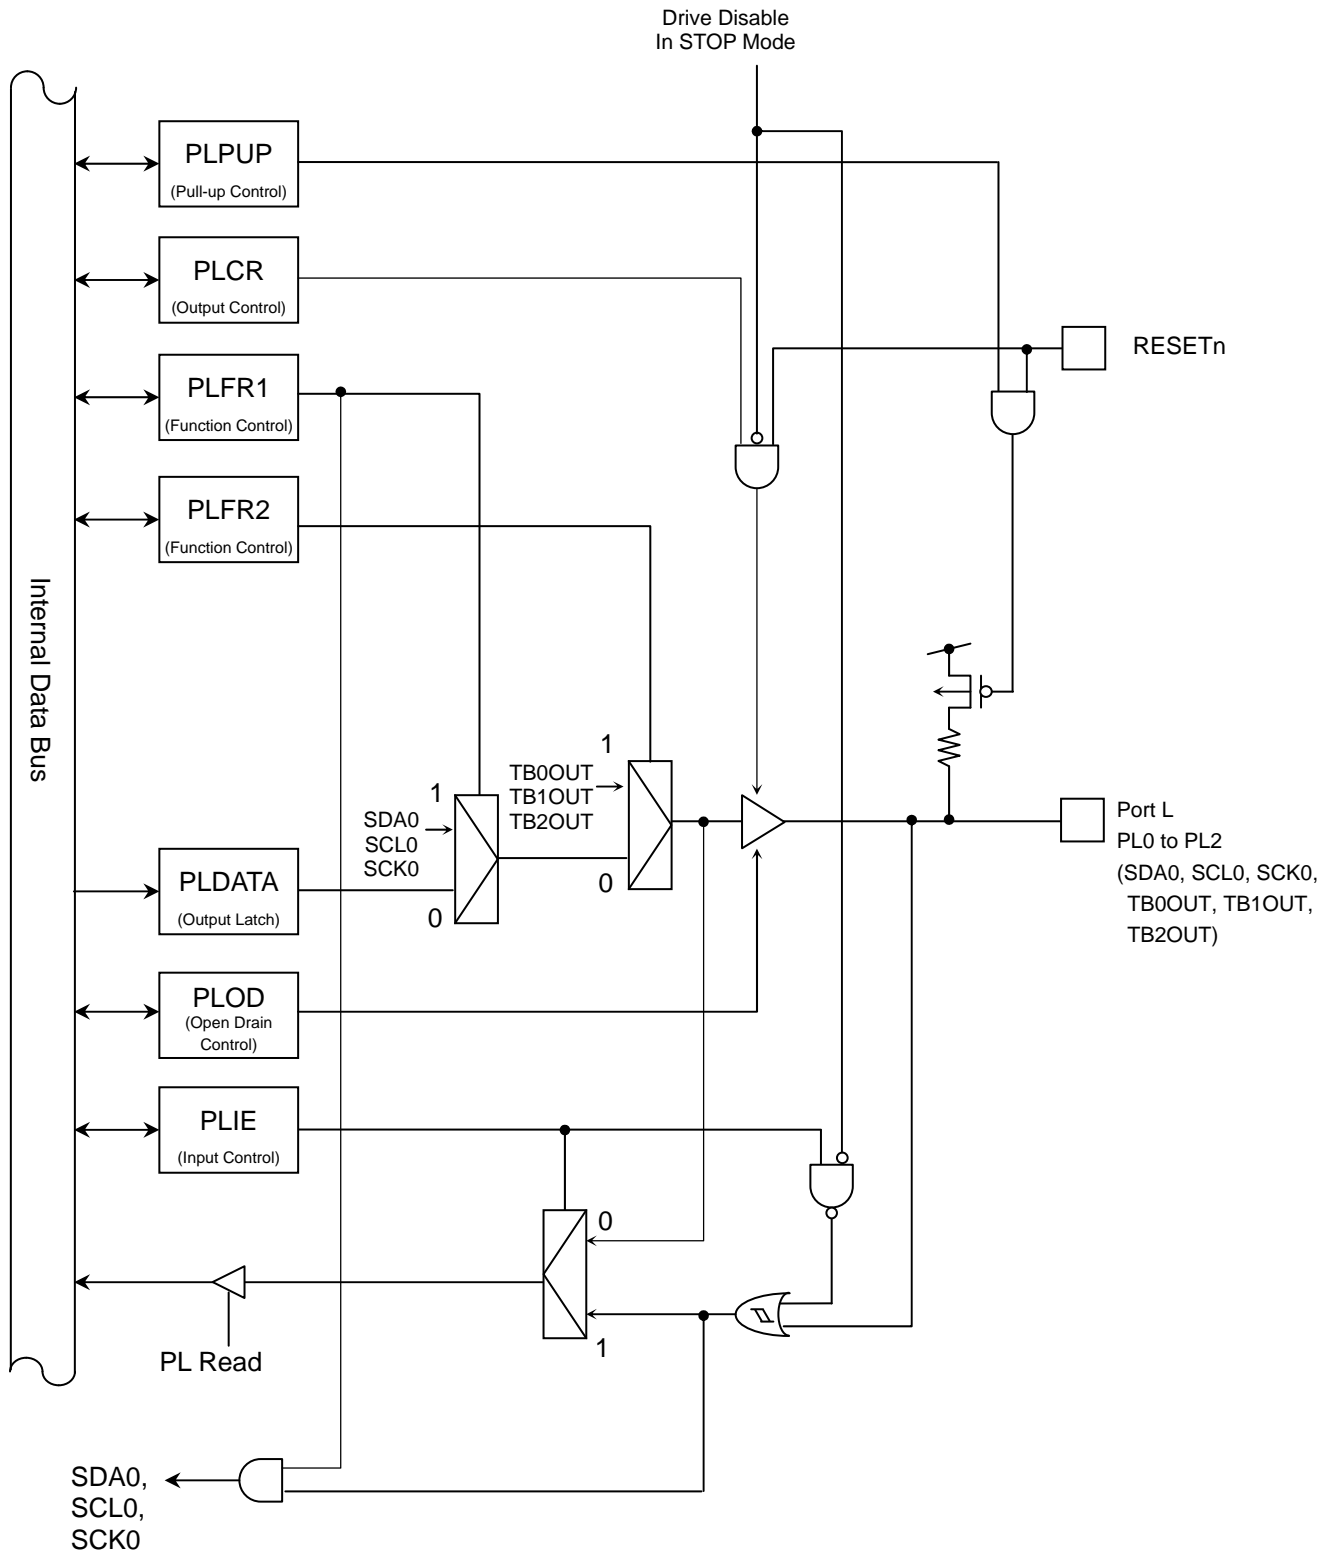 Drive Disable
In STOP Mode
PLPUP
(Pull-up Control)
PLCR
(Output Control)
RESETn
PLFR1
(Function Control)
PLFR2
(Function Control)
Internal Data Bus
1
TB0OUT
TB1OUT
TB2OUT
0
1
SDA0
SCL0
SCK0
0
Port L
PL0 to PL2
(SDA0, SCL0, SCK0,
TB0OUT, TB1OUT,
TB2OUT)
PLDATA
(Output Latch)
PLOD
(Open Drain
Control)
PLIE
(Input Control)
0
1
PL Read
SDA0,
SCL0,
SCK0